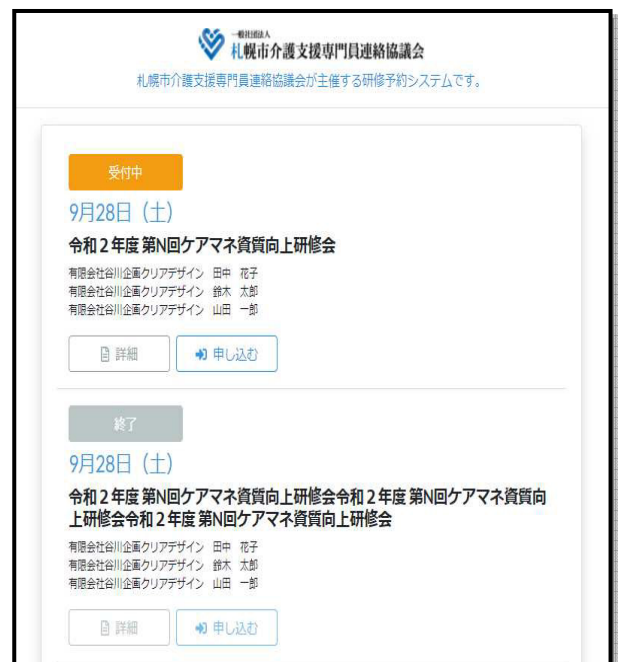 一般社団法人
札幌市介護支援専門員連絡協議会
札幌市介護支援専門員連絡協議会が主催する研修予約システムです。
受付中
9月28日（土）
令和２年度 第N回ケアマネ資質向上研修会
有限会社谷川企画クリアデザイン　田中　花子
有限会社谷川企画クリアデザイン　鈴木　太郎
有限会社谷川企画クリアデザイン　山田　一郎
詳細
申し込む
終了
9月28日（土）
令和２年度 第N回ケアマネ資質向上研修会令和２年度 第N回ケアマネ資質向
上研修会令和２年度 第N回ケアマネ資質向上研修会
有限会社谷川企画クリアデザイン　田中　花子
有限会社谷川企画クリアデザイン　鈴木　太郎
有限会社谷川企画クリアデザイン　山田　一郎
詳細
申し込む